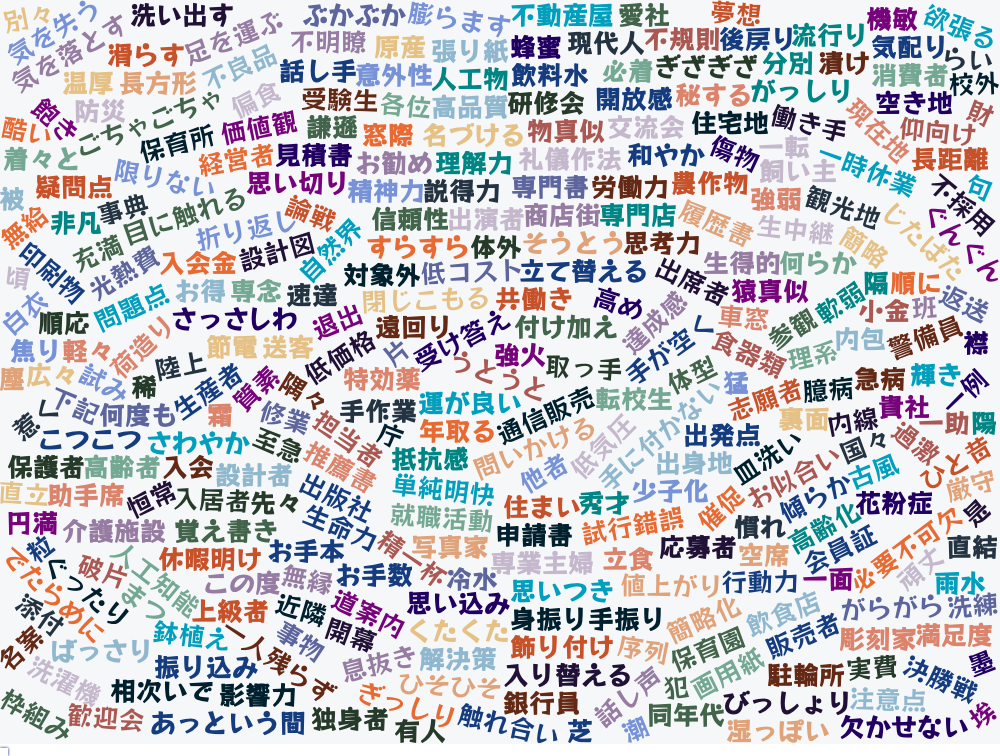 別々 洗い出す ぶかぶか 膨らます 不動産屋 愛社 夢想 機敏 欲張る
気を失う 気を落とす 滑らす 足を運ぶ 不明瞭 原産 張り紙 蜂蜜 現代人 不規則 後戻り 流行り 気配り らい
温厚 長方形 不良品 話し手 意外性 人工物 飲料水 必着 ぎざぎざ 分別 漬け 消費者 校外
飽き 防災 ごちゃごちゃ 偏食 受験生 各位 高品質 研修会 開放感 秘する がっしり 空き地 財
酷い 保育所 価値観 謙遜 窓際 名づける 物真似 交流会 住宅地 働き手 現在地 仰向け
着々と 限りない 経営者 見積書 お勧め 理解力 礼儀作法 和やか 傷物 一転 飼い主 一時休業 長距離
被 疑問点 思い切り 精神力 説得力 専門書 労働力 農作物 強弱 観光地 不採用 句
無給 非凡 事典 目に触れる 論戦 信頼性 出演者 商店街 専門店 履歴書 生中継 じたばた ぐんぐん
充満 折り返し 設計図 自然界 すらすら 体外 そうとう 思考力 簡略
印刷物 光熱費 入会金 対象外 低コスト 立て替える 出席者 生得的 何らか
頃 お得 専念 速達 閉じこもる 共働き 高め 猿真似 軟弱 隔 順に 返送
白衣 順応 問題点 さっさ しわ 退出 遠回り 受け答え 付け加え 達成感 車窓 参観 小金 班
焦り 軽々 荷造り 節電 送客 低価格 片 強火 取っ手 手が空く 食器類 理系 内包 警備員 襟
塵 広々 試み 稀 陸上 生産者 質素 隅々 特効薬 うとうと 体型 猛 志願者 臆病 急病 輝き 一例
煮 下記 何度も 霜 修業 手作業 運が良い 通信販売 転校生 裏面 内線 貴社 一助 陽
こつこつ さわやか 至急 担当者 庁 年取る 問いかける 低気圧 手に付かない 出発点 皿洗い 国々 過激 ひと昔
保護者 高齢者 入会 設計者 推薦書 抵抗感 他者 出身地 お似合い 古風
直立 助手席 恒常 入居者 先々 出版社 単純明快 住まい 秀才 少子化 催促 傾らか 花粉症 厳守
円満 介護施設 覚え書き 生命力 就職活動 申請書 試行錯誤 慣れ 高齢化 是
粒 人工知能 休暇明け お手本 精一杯 写真家 専業主婦 立食 応募者 空席 会員証 必要不可欠 頑丈 直結
でたらめに ぐったり 破片 まつ この度 無縁 お手数 冷水 思いつき 値上がり 行動力 一面 雨水
添付 上級者 近隣 道案内 思い込み 身振り手振り 簡略化 飲食店 がらがら 洗練
名案 ばっさり 鉢植え 一人残らず 事物 開幕 くたくた 飾り付け 序列 保育園 販売者 彫刻家 満足度
洗濯機 振り込み 息抜き 解決策 入り替える 犯 画用紙 駐輪所 実費 決勝戦 墨
枠組み 相次いで 影響力 ぎっしり ひそひそ 銀行員 話し声 びっしょり 注意点
歓迎会 あっという間 独身者 有人 触れ合い 芝 潮 同年代 湿っぽい 欠かせない 挨